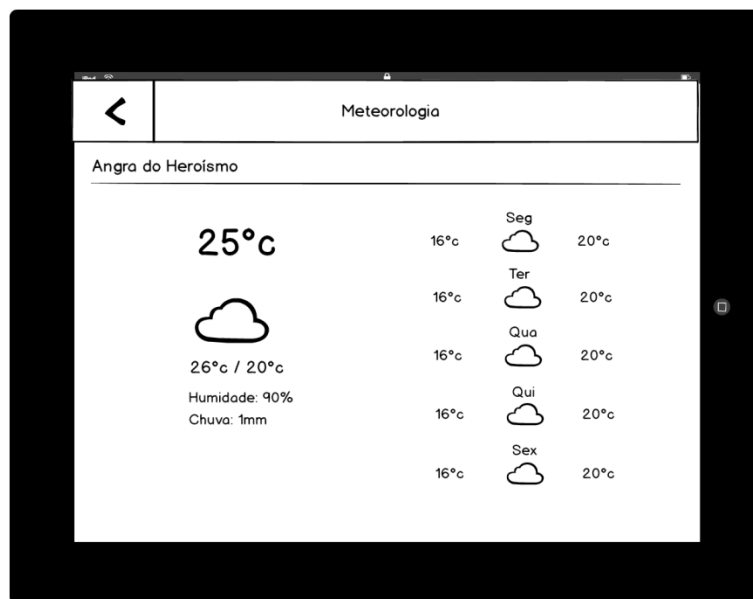 iPad
Meteorologia
Angra do Heroísmo
25°c
26°c / 20°c
Humidade: 90%
Chuva: 1mm
Seg
16°c 20°c
Ter
16°c 20°c
Qua
16°c 20°c
Qui
16°c 20°c
Sex
16°c 20°c